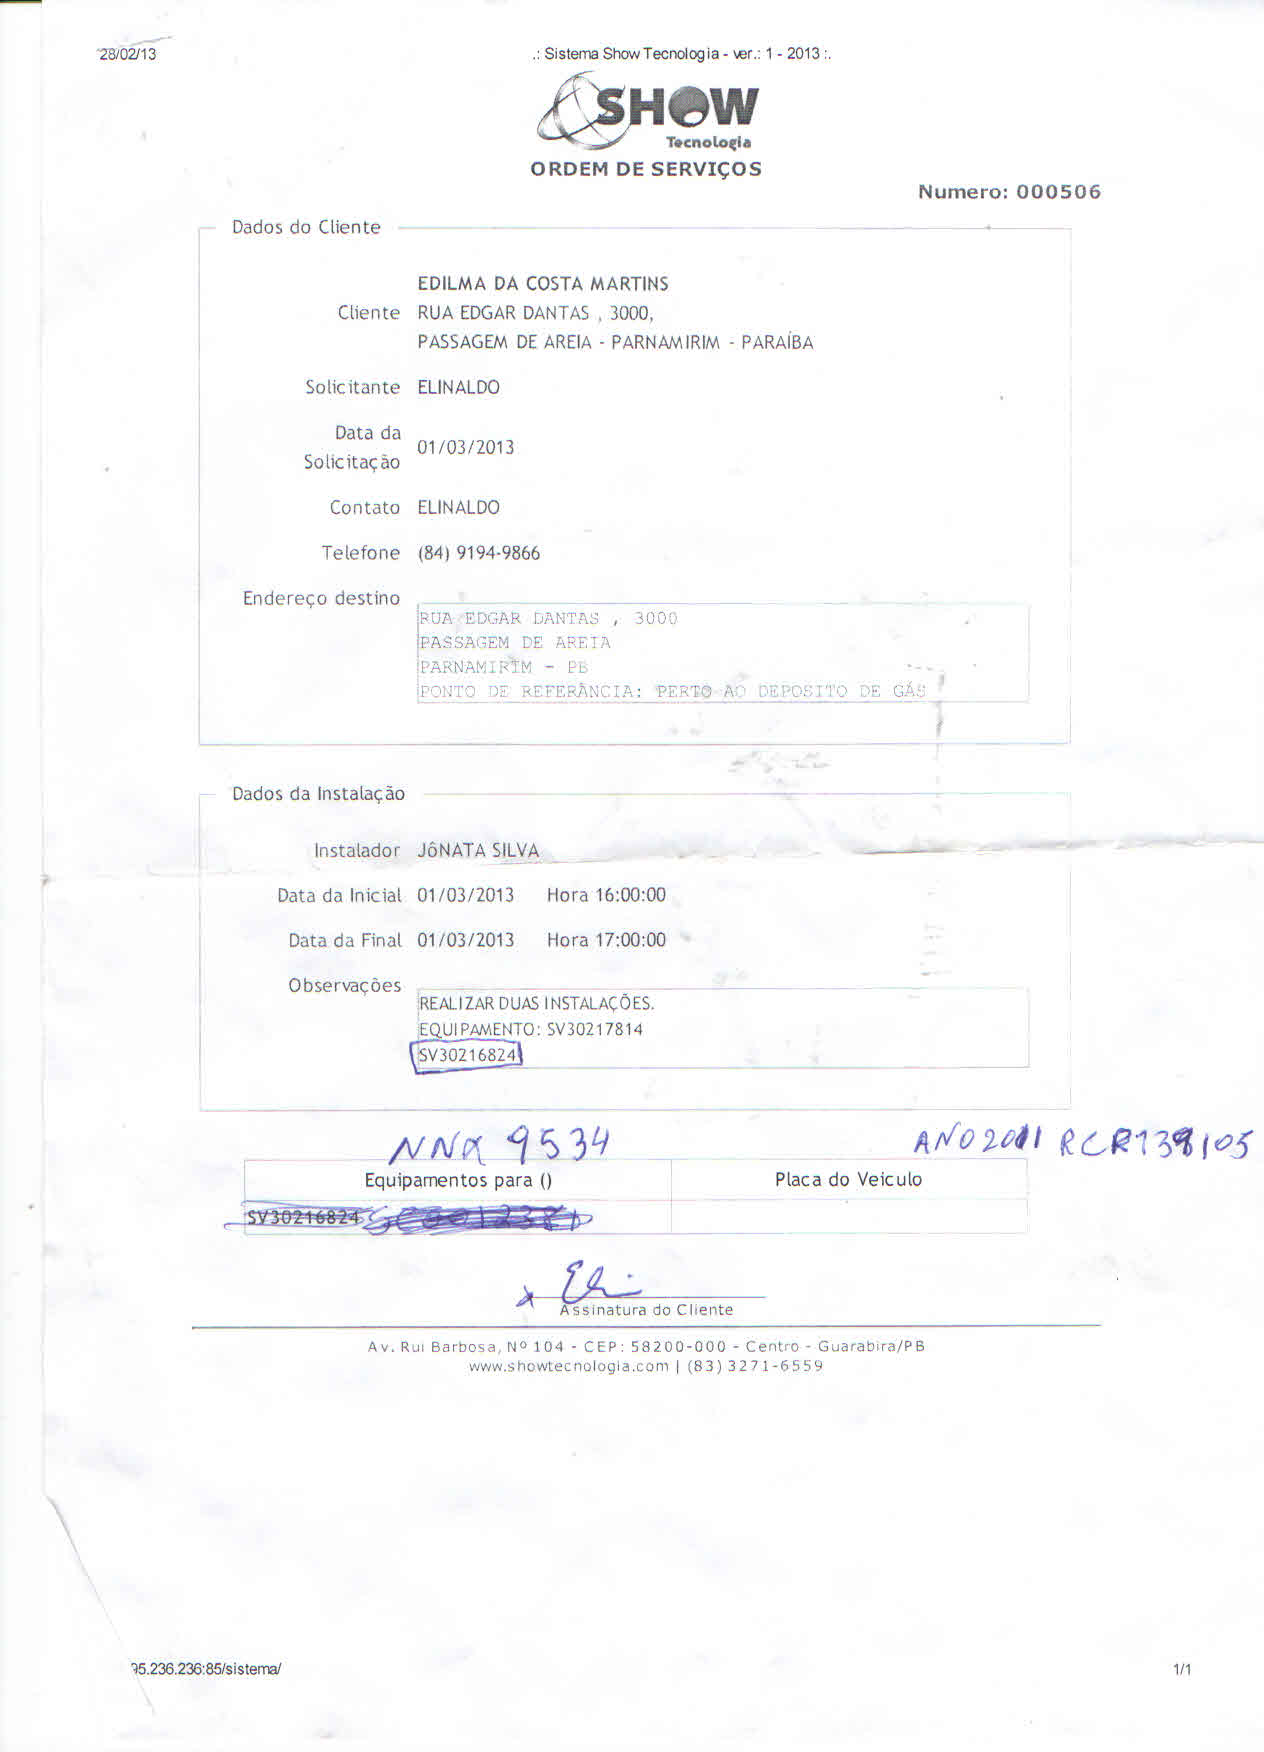 28/02/13
.: Sistema Show Tecnologia - ver.: 1 - 2013 :.
SHOW
Tecnologia
ORDEM DE SERVIÇOS
Numero: 000506
Dados do Cliente
EDILMA DA COSTA MARTINS
Cliente RUA EDGAR DANTAS , 3000,
PASSAGEM DE AREIA - PARNAMIRIM - PARAÍBA
Solicitante ELINALDO
Data da
Solicitação 01/03/2013
Contato ELINALDO
Telefone (84) 9194-9866
Endereço destino
RUA EDGAR DANTAS , 3000
PASSAGEM DE AREIA
PARNAMIRIM - PB
PONTO DE REFERÂNCIA: PERTO AO DEPOSITO DE GÁS
Dados da Instalação
Instalador JôNATA SILVA
Data da Inicial 01/03/2013 Hora 16:00:00
Data da Final 01/03/2013 Hora 17:00:00
Observações
REALIZAR DUAS INSTALAÇÕES.
EQUIPAMENTO: SV30217814
SV30216824
9534 ANO 2011
Equipamentos para () Placa do Veiculo
SV30216824
Assinatura do Cliente
Av. Rui Barbosa, Nº 104 - CEP: 58200-000 - Centro - Guarabira/PB
www.showtecnologia.com | (83) 3271-6559
95.236.236:85/sistema/ 1/1